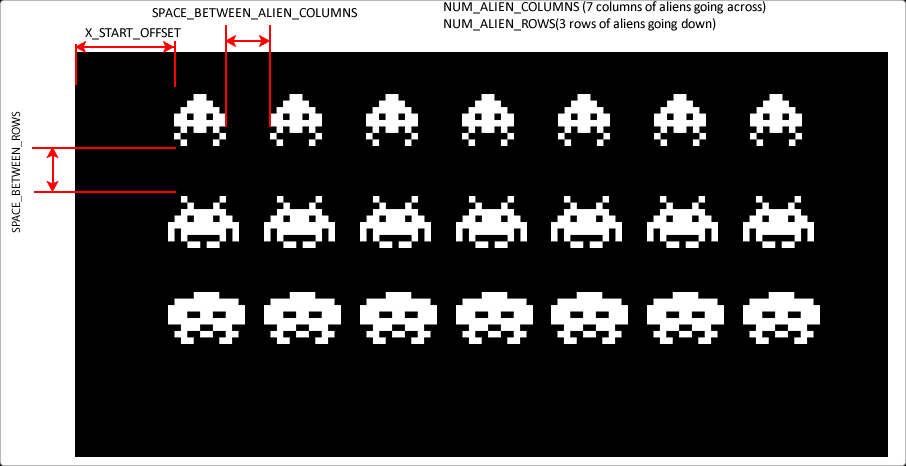 NUM_ALIEN_COLUMNS (7 columns of aliens going across)
SPACE_BETWEEN_ALIEN_COLUMNS
NUM_ALIEN_ROWS(3 rows of aliens going down)
X_START_OFFSET
SPACE_BETWEEN_ROWS